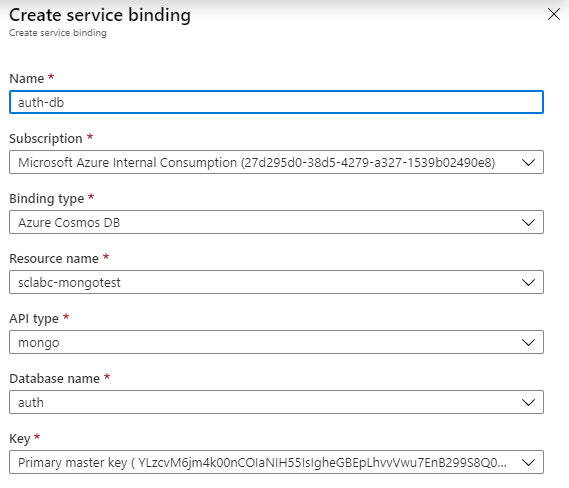 Create service binding
Create service binding
Name *
auth-db
Subscription *
Microsoft Azure Internal Consumption (27d295d0-38d5-4279-a327-1539b02490e8)
Binding type *
Azure Cosmos DB
Resource name *
sclabc-mongotest
API type *
mongo
Database name *
auth
Key *
Primary master key ( YLzcvM6jm4k00nCOIaNIH55IsIgheGBEpLhvvVwu7EnB299S8Q0...